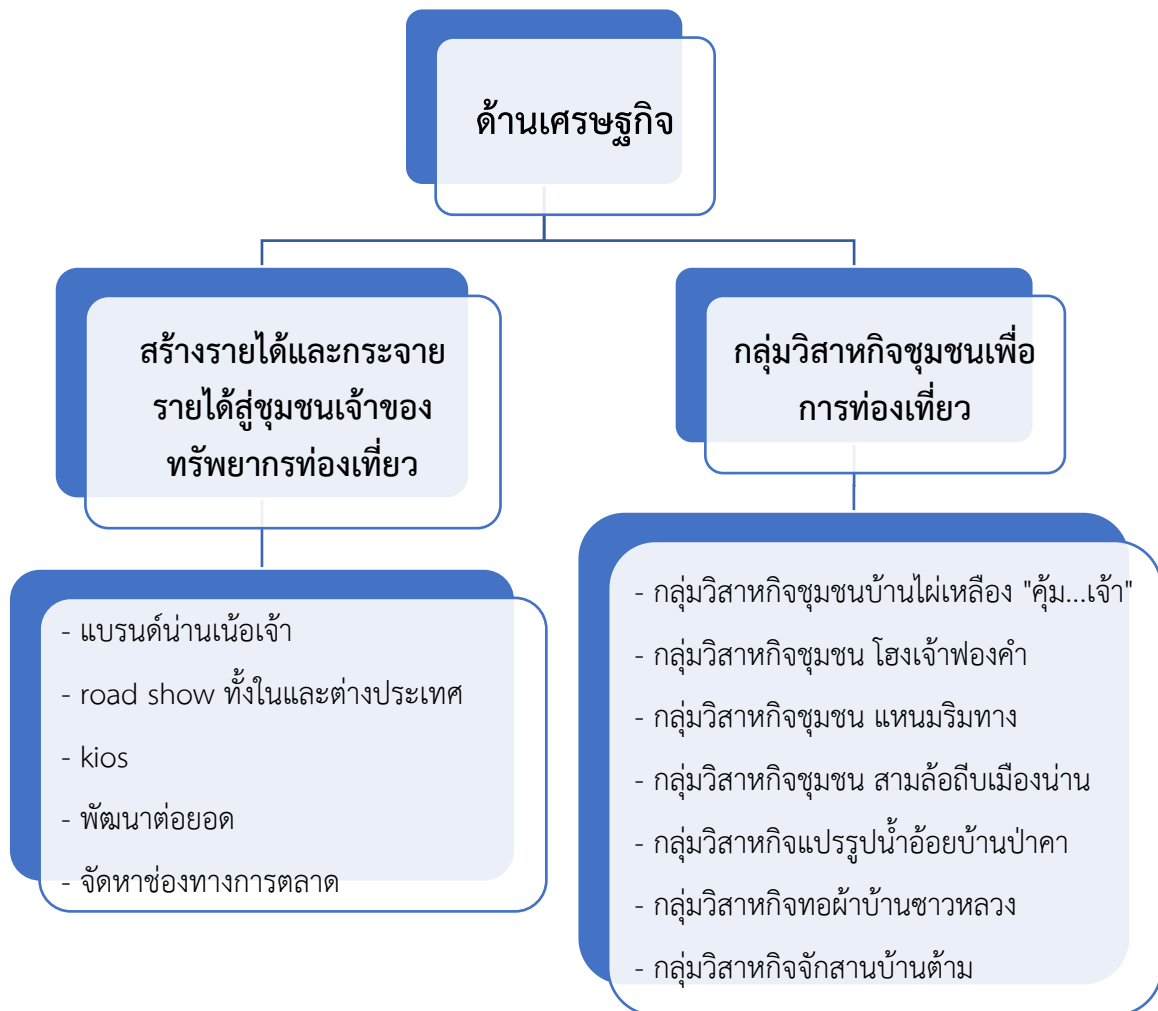 ด้านเศรษฐกิจ
สร้างรายได้และกระจาย
รายได้สู่ชุมชนเจ้าของ
ทรัพยากรท่องเที่ยว
- แบรนด์น่านเน้อเจ้า
- road show ทั้งในและต่างประเทศ
- kios
- พัฒนาต่อยอด
- จัดหาช่องทางการตลาด
กลุ่มวิสาหกิจชุมชนเพื่อ
การท่องเที่ยว
- กลุ่มวิสาหกิจชุมชนบ้านไผ่เหลือง "คุ้ม...เจ้า"
- กลุ่มวิสาหกิจชุมชน โฮงเจ้าฟองคำ
- กลุ่มวิสาหกิจชุมชน แหนมริมทาง
- กลุ่มวิสาหกิจชุมชน สามล้อถีบเมืองน่าน
- กลุ่มวิสาหกิจแปรรูปน้ำอ้อยบ้านป่าคา
- กลุ่มวิสาหกิจทอผ้าบ้านซาวหลวง
- กลุ่มวิสาหกิจจักสานบ้านต้าม